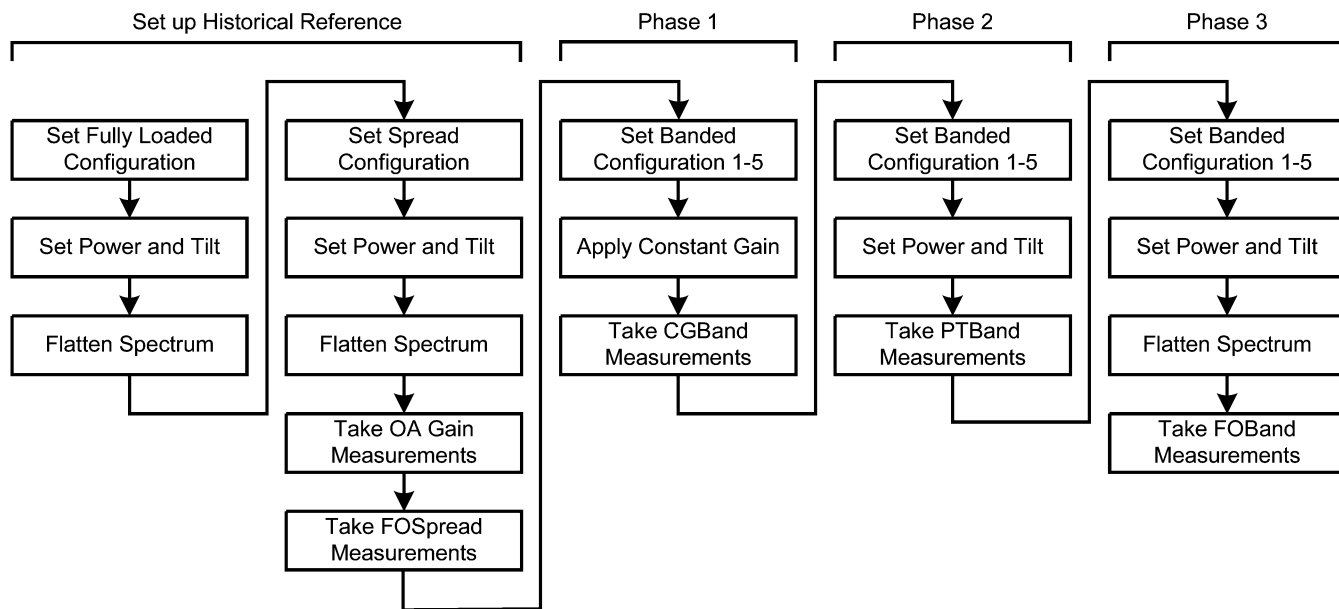 Set up Historical Reference
Phase 1
Phase 2
Phase 3
Set Fully Loaded
Configuration
Set Power and Tilt
Flatten Spectrum
Set Spread
Configuration
Set Power and Tilt
Flatten Spectrum
Take OA Gain
Measurements
Take FOSpread
Measurements
Set Banded
Configuration 1-5
Apply Constant Gain
Take CGBand
Measurements
Set Banded
Configuration 1-5
Set Power and Tilt
Take PTBand
Measurements
Set Banded
Configuration 1-5
Set Power and Tilt
Flatten Spectrum
Take FOBand
Measurements